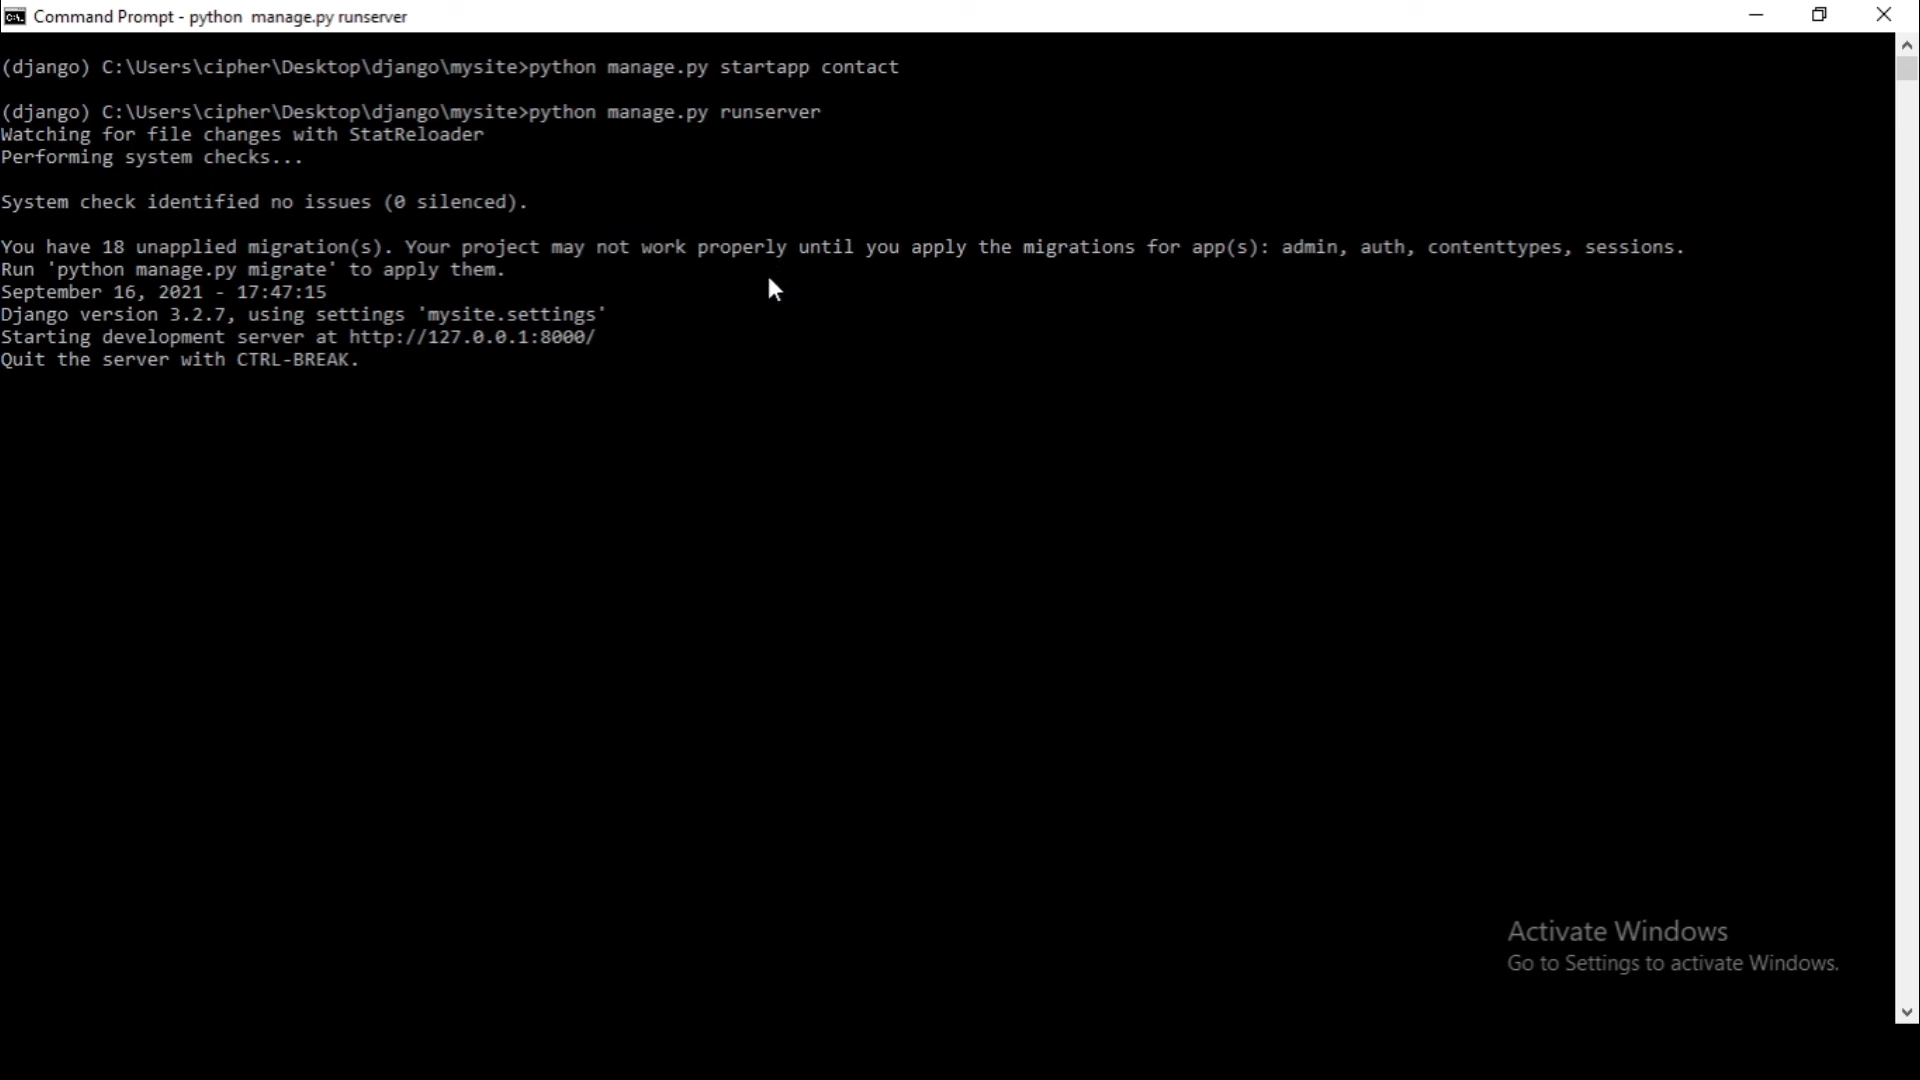 Command Prompt - python  manage.py runserver
(django) C:\Users\cipher\Desktop\django\mysite>python manage.py startapp contact
(django) C:\Users\cipher\Desktop\django\mysite>python manage.py runserver
Watching for file changes with StatReloader
Performing system checks...
System check identified no issues (0 silenced).
You have 18 unapplied migration(s). Your project may not work properly until you apply the migrations for app(s): admin, auth, contenttypes, sessions.
Run 'python manage.py migrate' to apply them.
September 16, 2021 - 17:47:15
Django version 3.2.7, using settings 'mysite.settings'
Starting development server at http://127.0.0.1:8000/
Quit the server with CTRL-BREAK.
Activate Windows
Go to Settings to activate Windows.